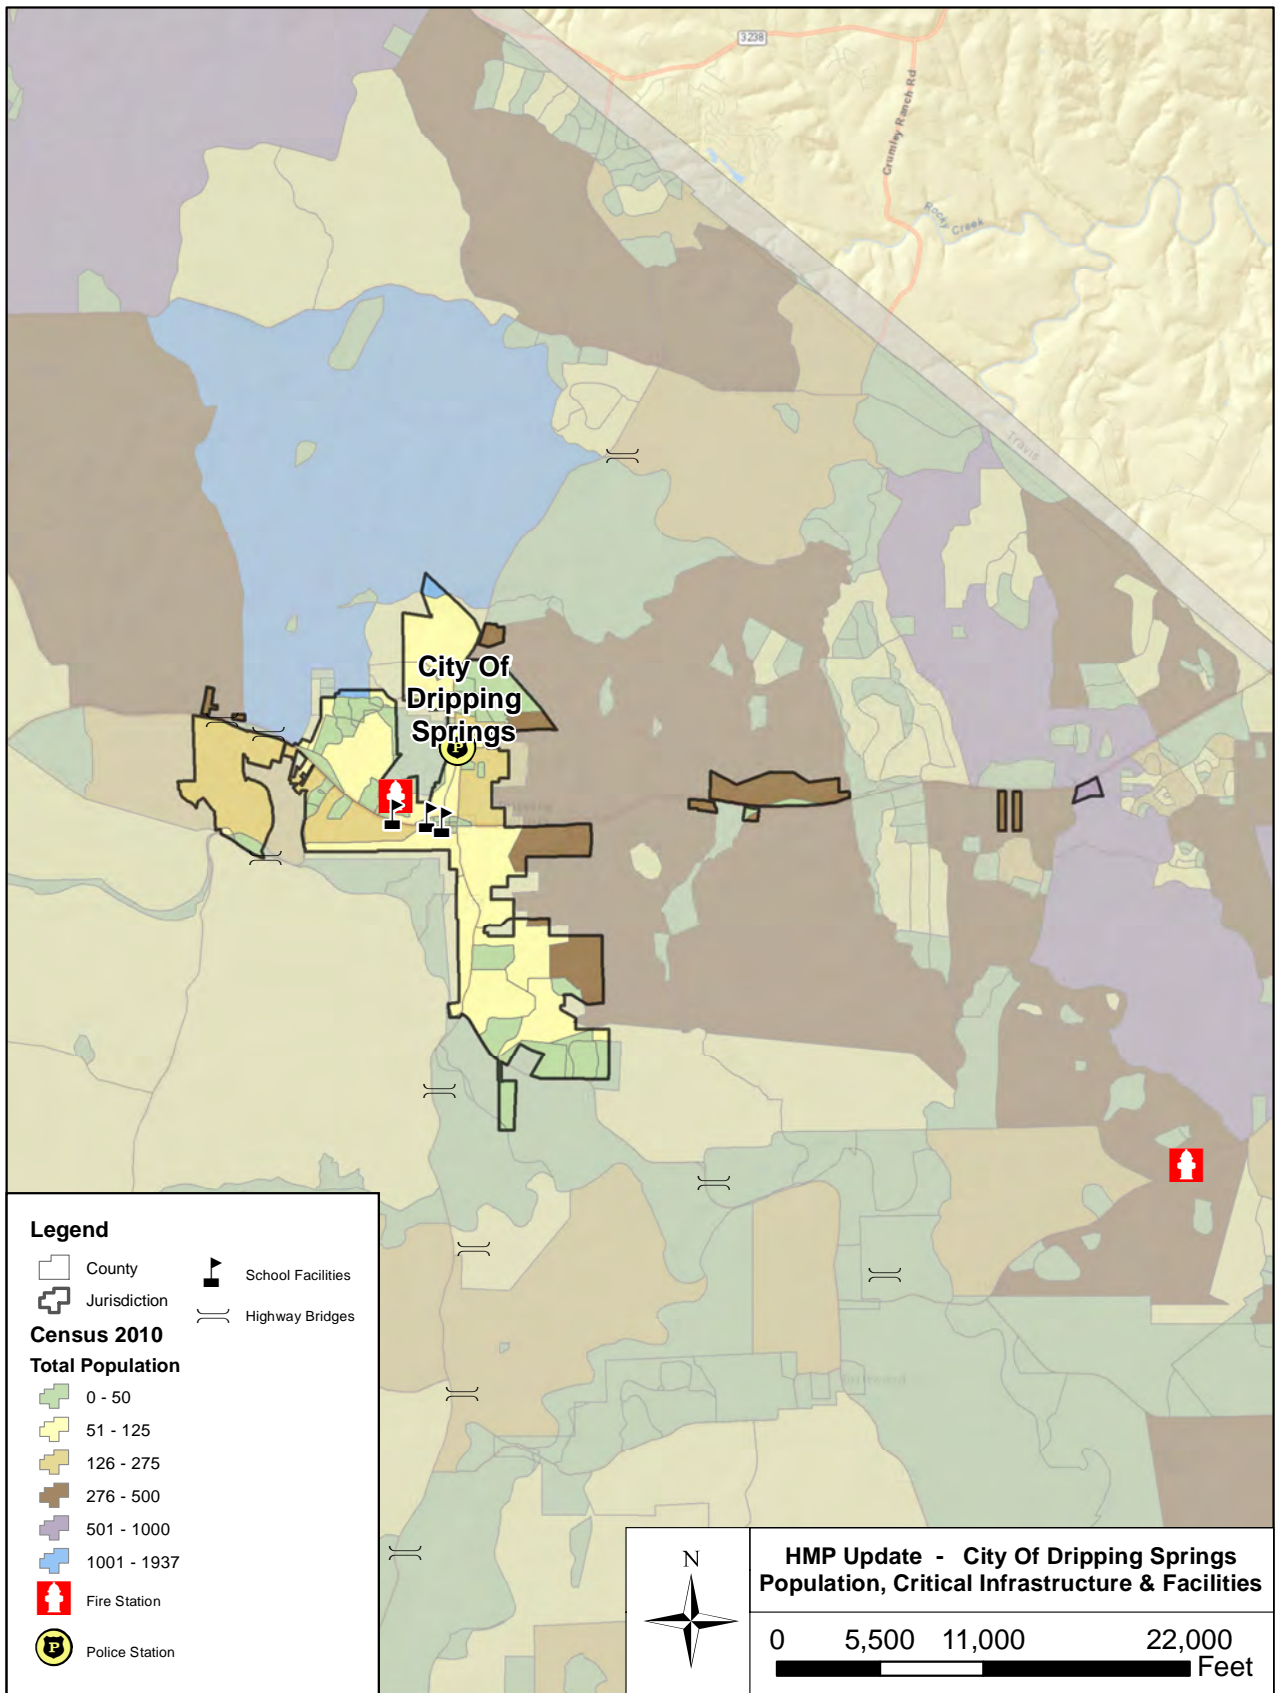 3238
Crumley Ranch Rd
Rocky Creek
Travis
City Of
Dripping
Springs
P
Legend
County
Jurisdiction
School Facilities
Highway Bridges
Census 2010
Total Population
0 - 50
51 - 125
126 - 275
276 - 500
501 - 1000
1001 - 1937
Fire Station
P
Police Station
N
HMP Update - City Of Dripping Springs
Population, Critical Infrastructure & Facilities
0 5,500 11,000 22,000
Feet